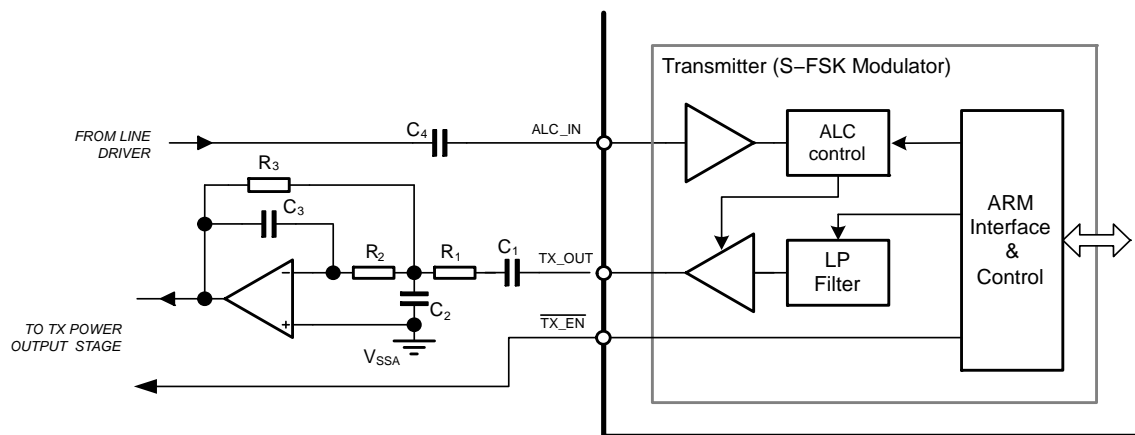 Transmitter (S–FSK Modulator)
FROM LINE
DRIVER
C4
ALC_IN
ALC
control
R3
C3
ARM
Interface
&
Control
R2
R1
C1
TX_OUT
LP
Filter
–
+
C2
TX_EN
TO TX POWER
OUTPUT STAGE
VSSA